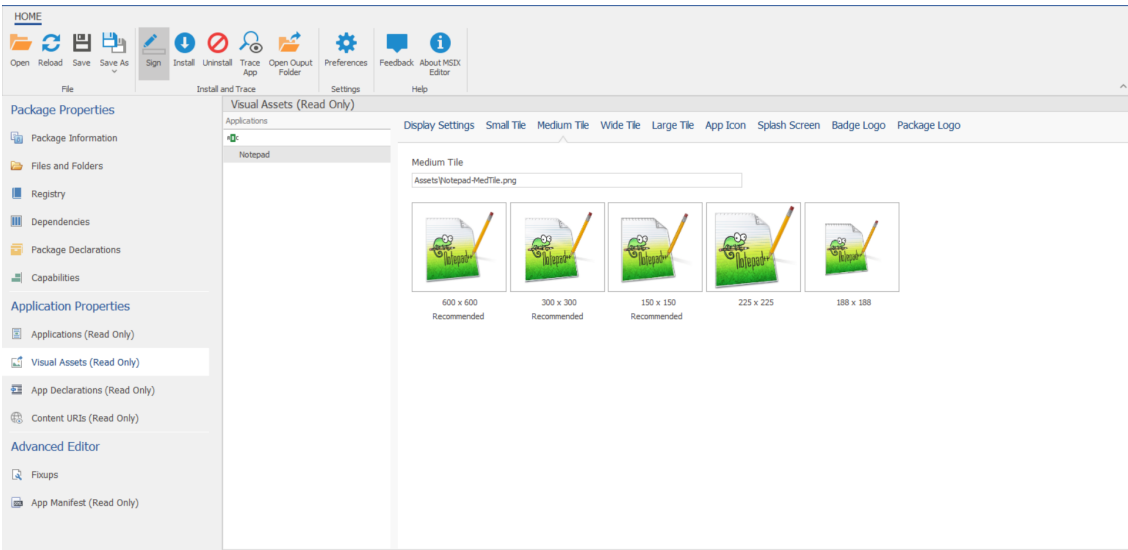 HOME
Open
Reload
Save
Save As
Sign
Install
Uninstall
Trace
App
Open Ouput
Folder
Preferences
Feedback
About MSIX
Editor
File
Install and Trace
Settings
Help
Package Properties
Package Information
Files and Folders
Registry
Dependencies
Package Declarations
Capabilities
Application Properties
Applications (Read Only)
Visual Assets (Read Only)
App Declarations (Read Only)
Content URIs (Read Only)
Advanced Editor
Fixups
App Manifest (Read Only)
Visual Assets (Read Only)
Applications
Notepad
Display Settings
Small Tile
Medium Tile
Wide Tile
Large Tile
App Icon
Splash Screen
Badge Logo
Package Logo
Medium Tile
Assets\Notepad-MedTile.png
Notepad++
Notepad++
Notepad++
Notepad++
Notepad++
600 x 600
Recommended
300 x 300
Recommended
150 x 150
Recommended
225 x 225
188 x 188